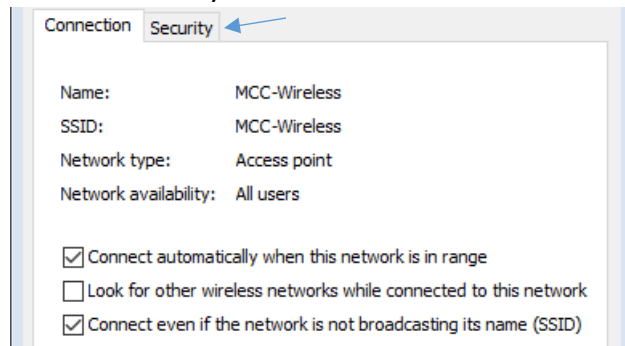 Connection Security
Name: MCC-Wireless
SSID: MCC-Wireless
Network type: Access point
Network availability: All users
Connect automatically when this network is in range
Look for other wireless networks while connected to this network
Connect even if the network is not broadcasting its name (SSID)